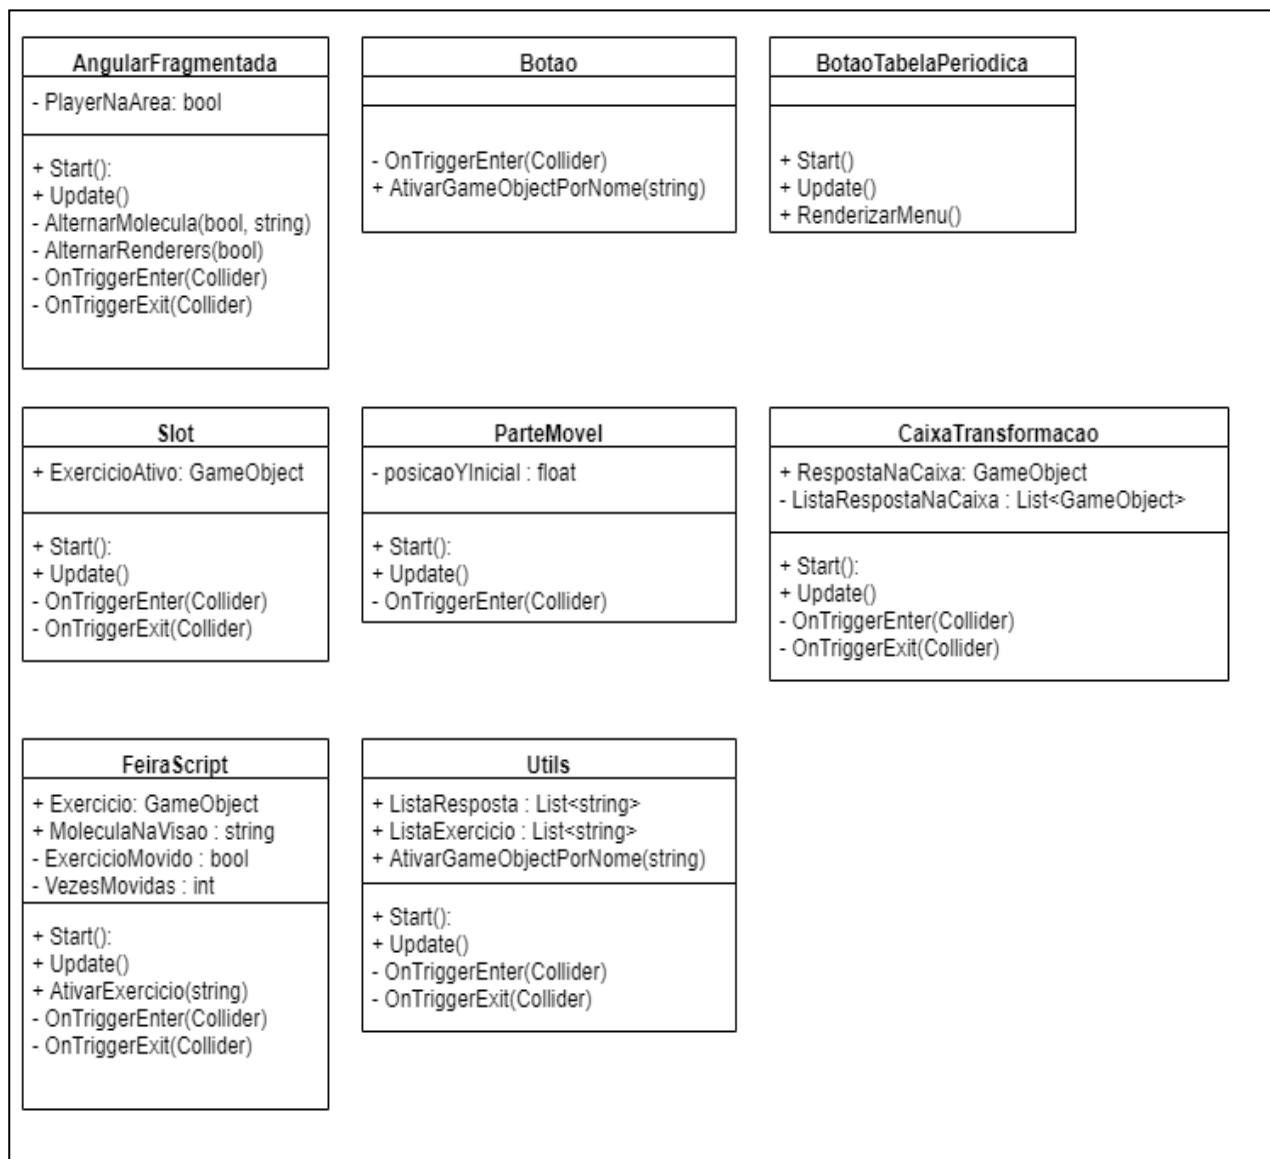 AngularFragmentada
- PlayerNaArea: bool
+ Start():
+ Update()
- AlternarMolecula(bool, string)
- AlternarRenderers(bool)
- OnTriggerEnter(Collider)
- OnTriggerExit(Collider)
Botao
- OnTriggerEnter(Collider)
+ AtivarGameObjectPorNome(string)
BotaoTabelaPeriodica
+ Start()
+ Update()
+ RenderizarMenu()
Slot
+ ExercicioAtivo: GameObject
+ Start():
+ Update()
- OnTriggerEnter(Collider)
- OnTriggerExit(Collider)
ParteMovel
- posicaoYInicial : float
+ Start():
+ Update()
- OnTriggerEnter(Collider)
CaixaTransformacao
+ RespostaNaCaixa: GameObject
- ListaRespostaNaCaixa : List<GameObject>
+ Start():
+ Update()
- OnTriggerEnter(Collider)
- OnTriggerExit(Collider)
FeiraScript
+ Exercicio: GameObject
+ MoleculaNaVisao : string
- ExercicioMovido : bool
- VezesMovidas : int
+ Start():
+ Update()
+ AtivarExercicio(string)
- OnTriggerEnter(Collider)
- OnTriggerExit(Collider)
Utils
+ ListaResposta : List<string>
+ ListaExercicio : List<string>
+ AtivarGameObjectPorNome(string)
+ Start():
+ Update()
- OnTriggerEnter(Collider)
- OnTriggerExit(Collider)